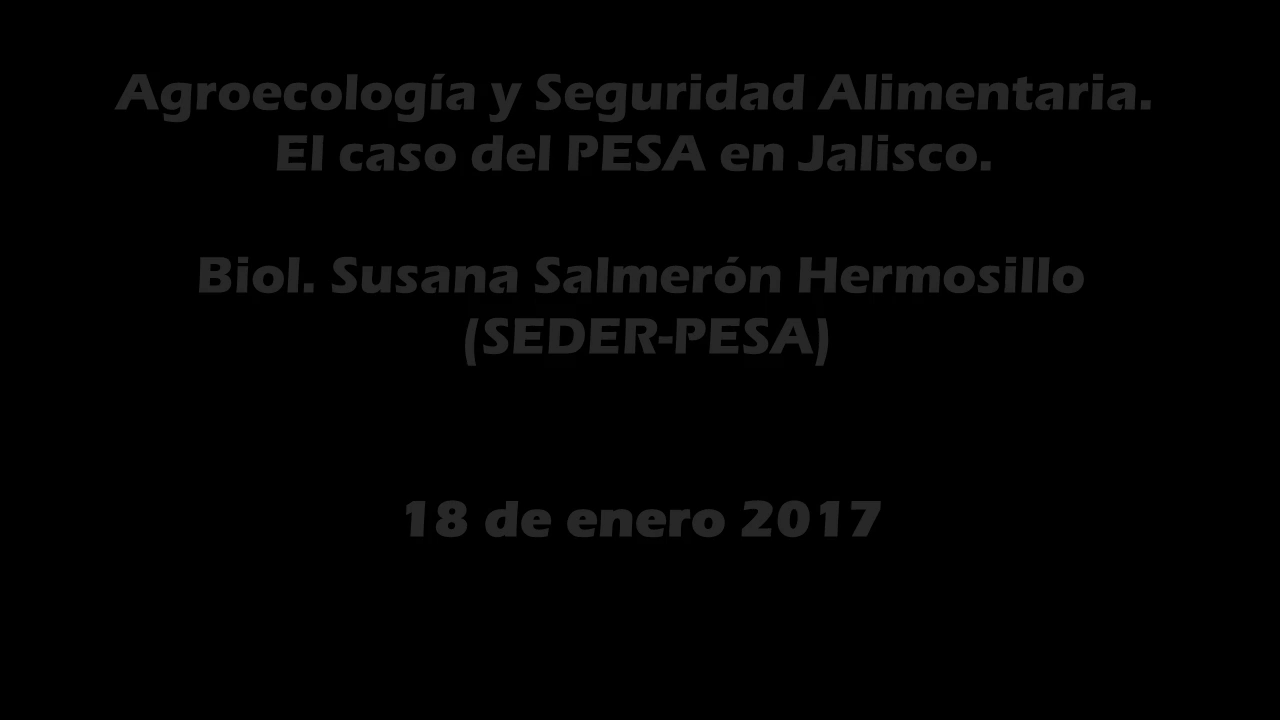 Agroecología y Seguridad Alimentaria.
El caso del PESA en Jalisco.
Biol. Susana Salmerón Hermosillo
(SEDER-PESA)
18 de enero 2017